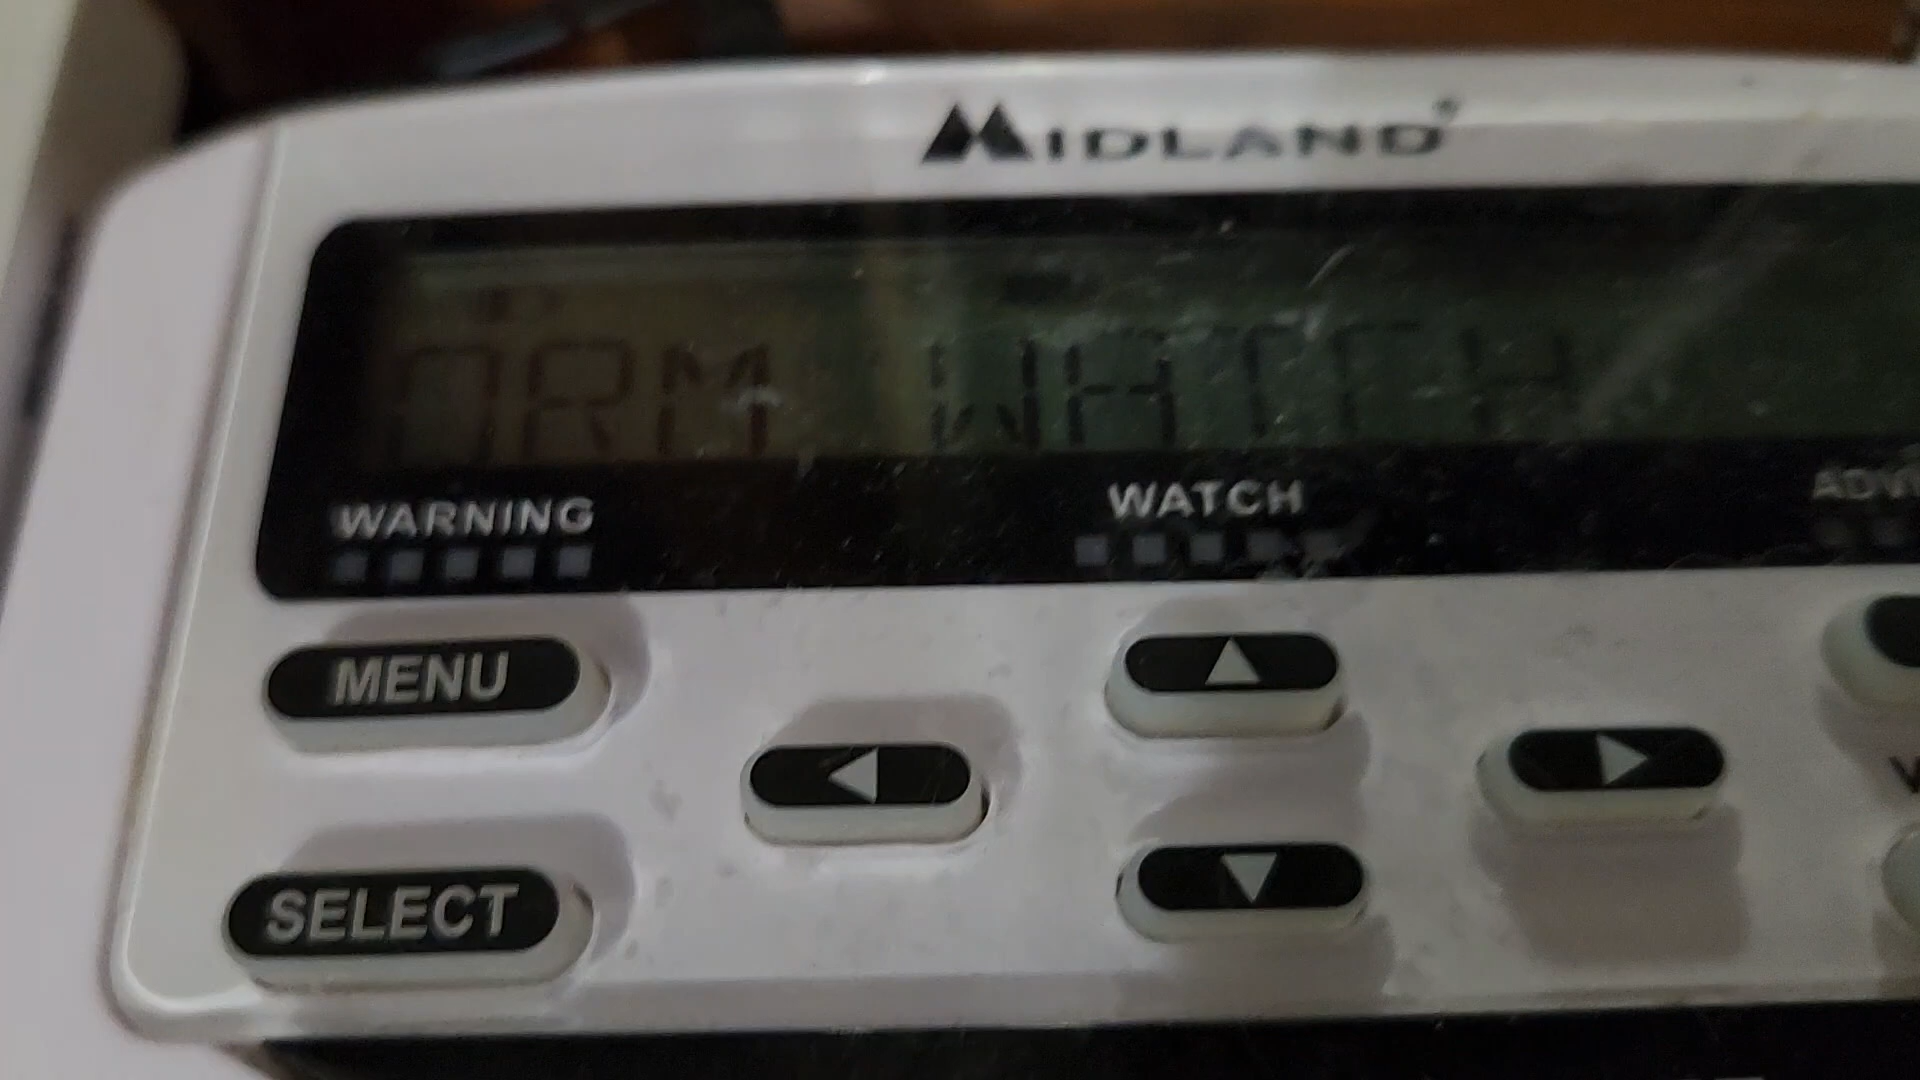 MIDLAND
ORM WATCH
WARNING
WATCH
MENU
SELECT